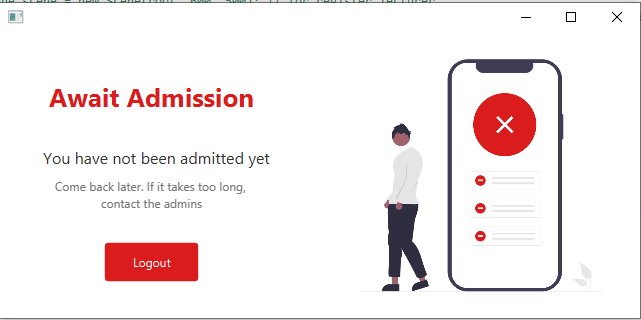 Await Admission
You have not been admitted yet
Come back later. If it takes too long,
contact the admins
Logout